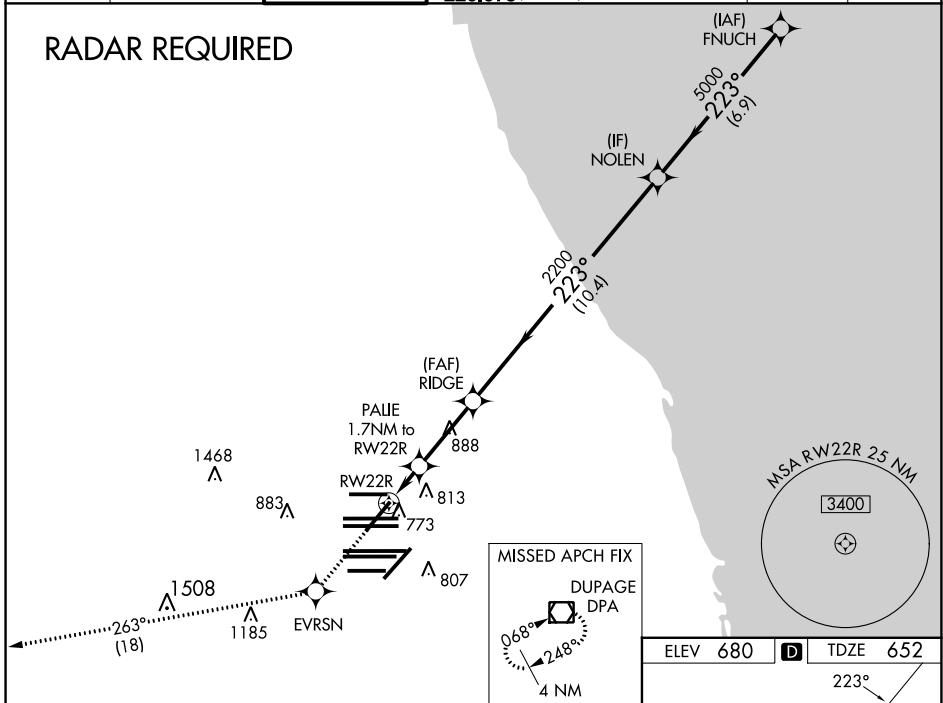 RADAR REQUIRED
(IAF)
FNUCH
5000
223°
(6.9)
(IF)
NOLEN
2200
223°
(10.4)
(FAF)
RIDGE
PALIE
1.7NM to
RW22R
888
1468
RW22R
813
883
773
MSA RW22R 25 NM
3400
807
1508
1185
EVRSN
263°
(18)
MISSED APCH FIX
DUPAGE
DPA
068°
248°
4 NM
ELEV 680 D TDZE 652
223°